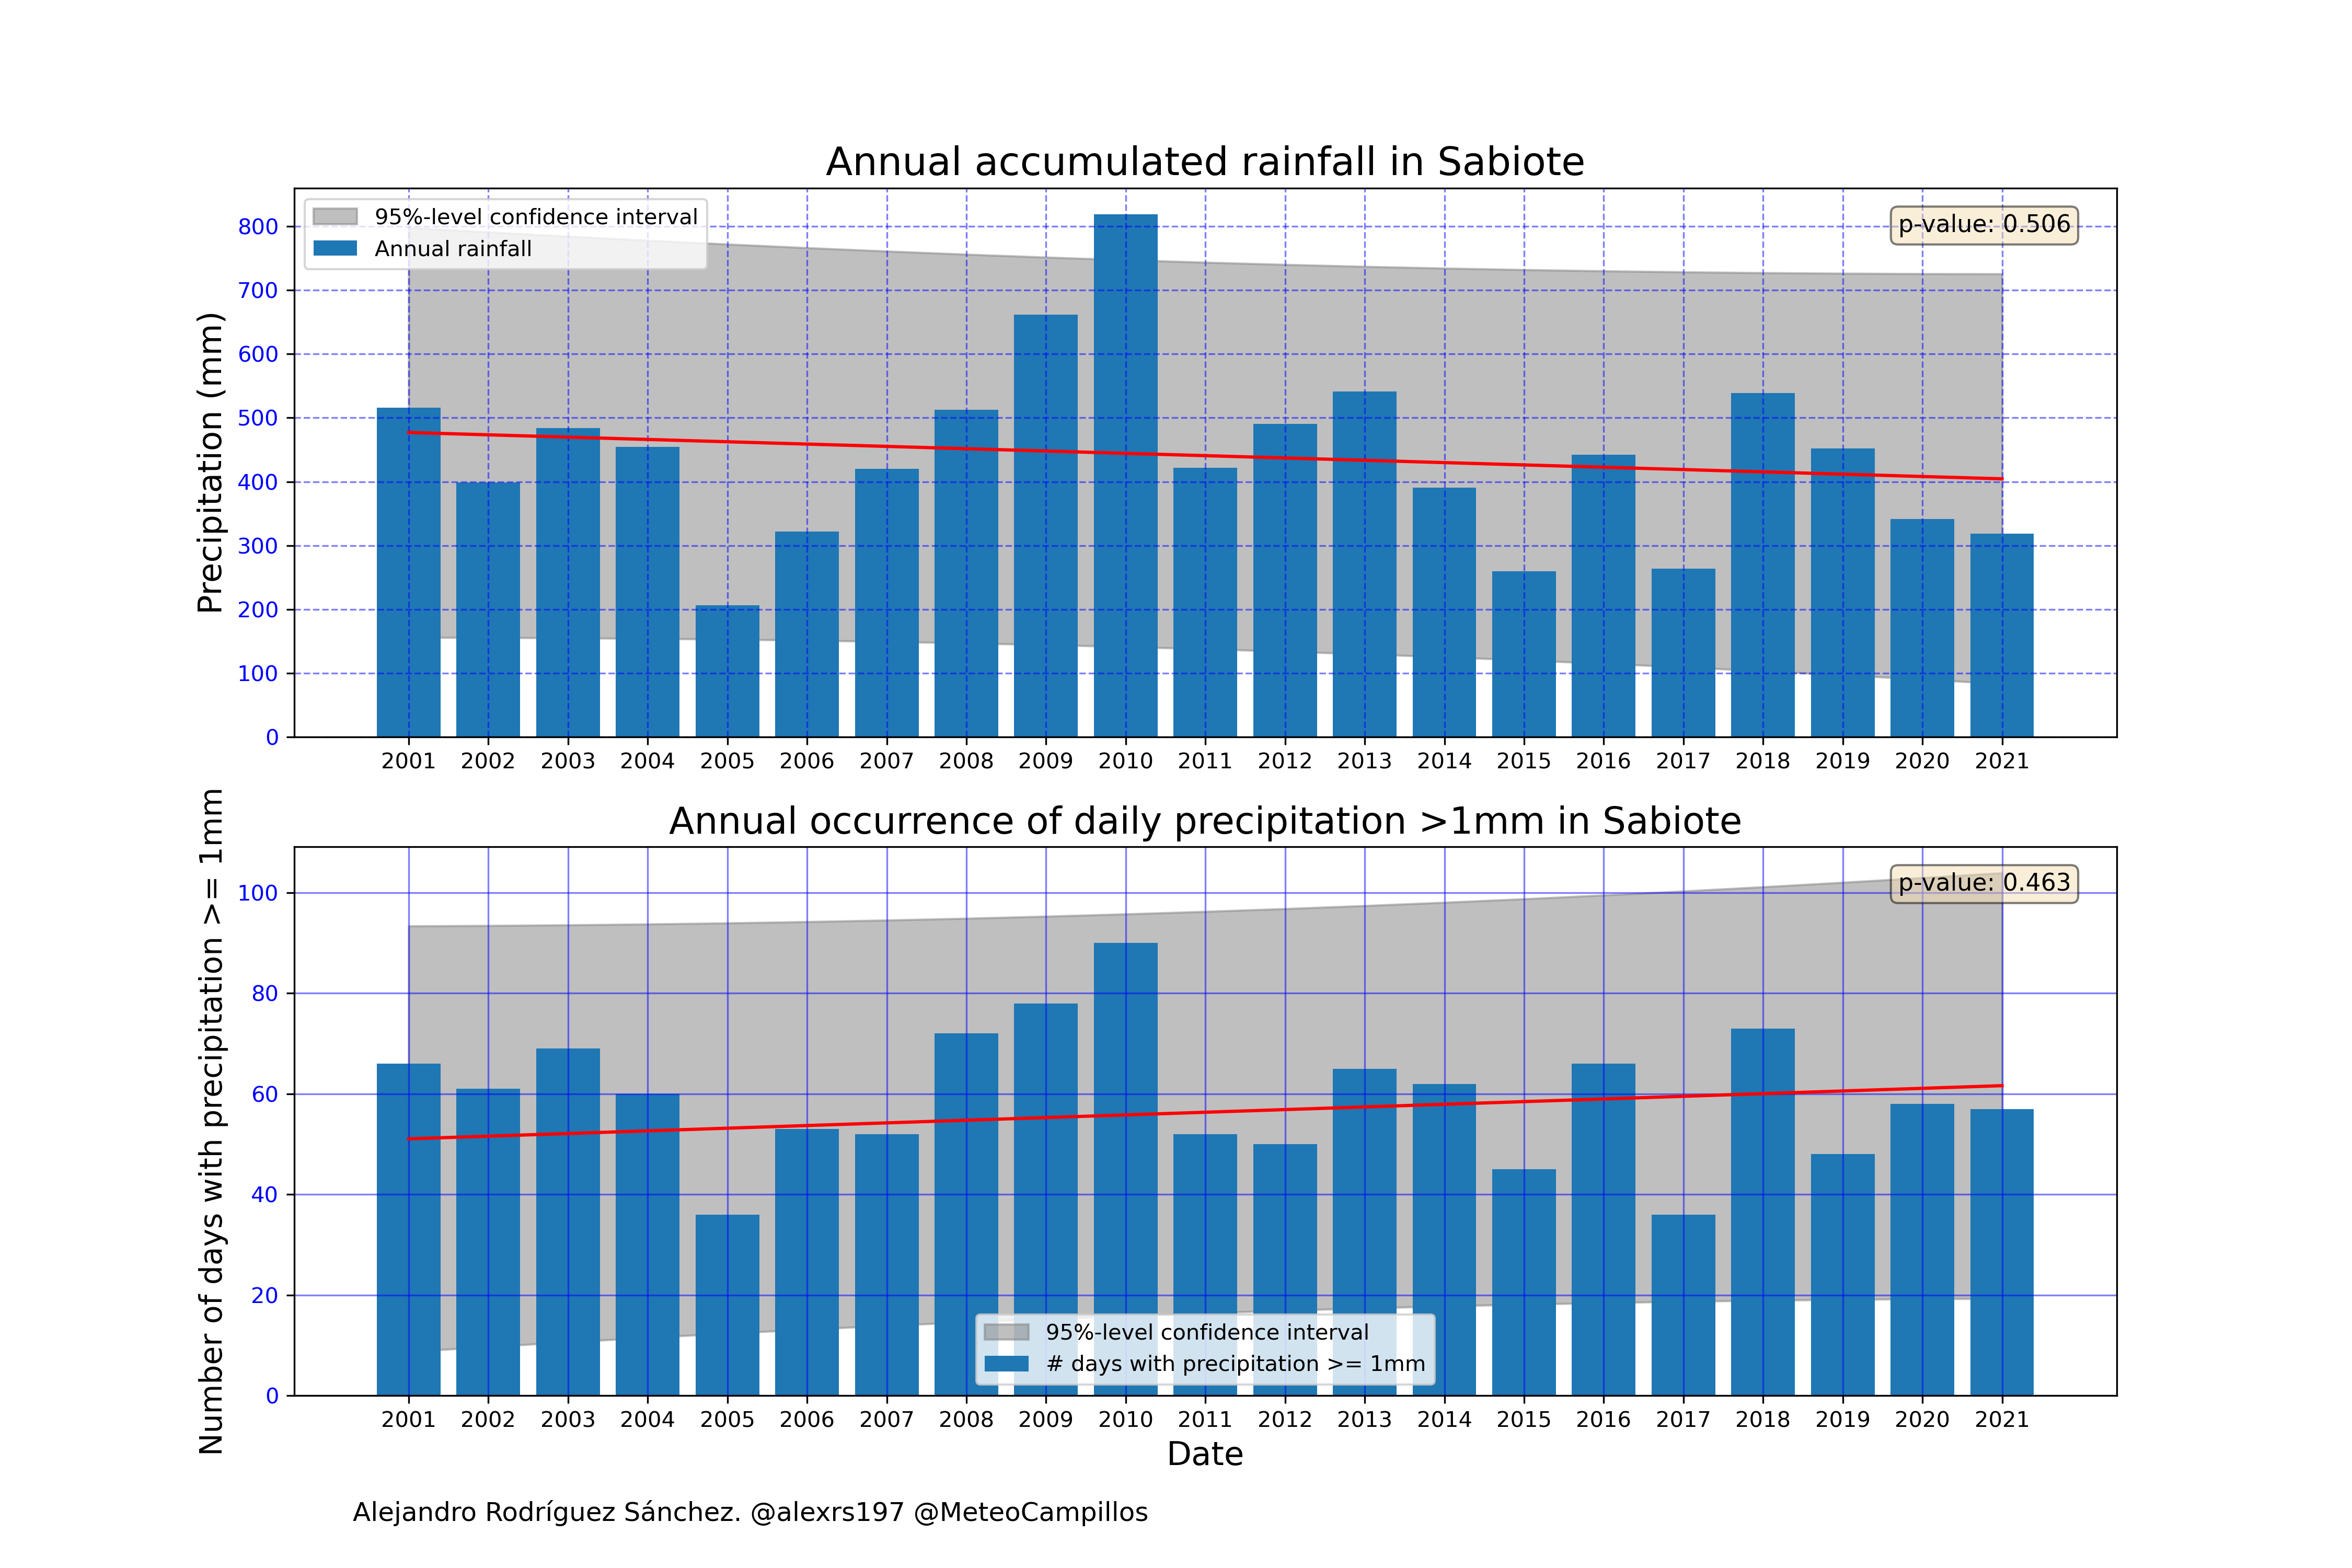 Annual accumulated rainfall in Sabiote
95%-level confidence interval
Annual rainfall
p-value: 0.506
Precipitation (mm)
800
700
600
500
400
300
200
100
0
2001 2002 2003 2004 2005 2006 2007 2008 2009 2010 2011 2012 2013 2014 2015 2016 2017 2018 2019 2020 2021
Annual occurrence of daily precipitation >1mm in Sabiote
p-value: 0.463
Number of days with precipitation >= 1mm
100
80
60
40
20
0
95%-level confidence interval
# days with precipitation >= 1mm
2001 2002 2003 2004 2005 2006 2007 2008 2009 2010 2011 2012 2013 2014 2015 2016 2017 2018 2019 2020 2021
Date
Alejandro Rodríguez Sánchez. @alexrs197 @MeteoCampillos